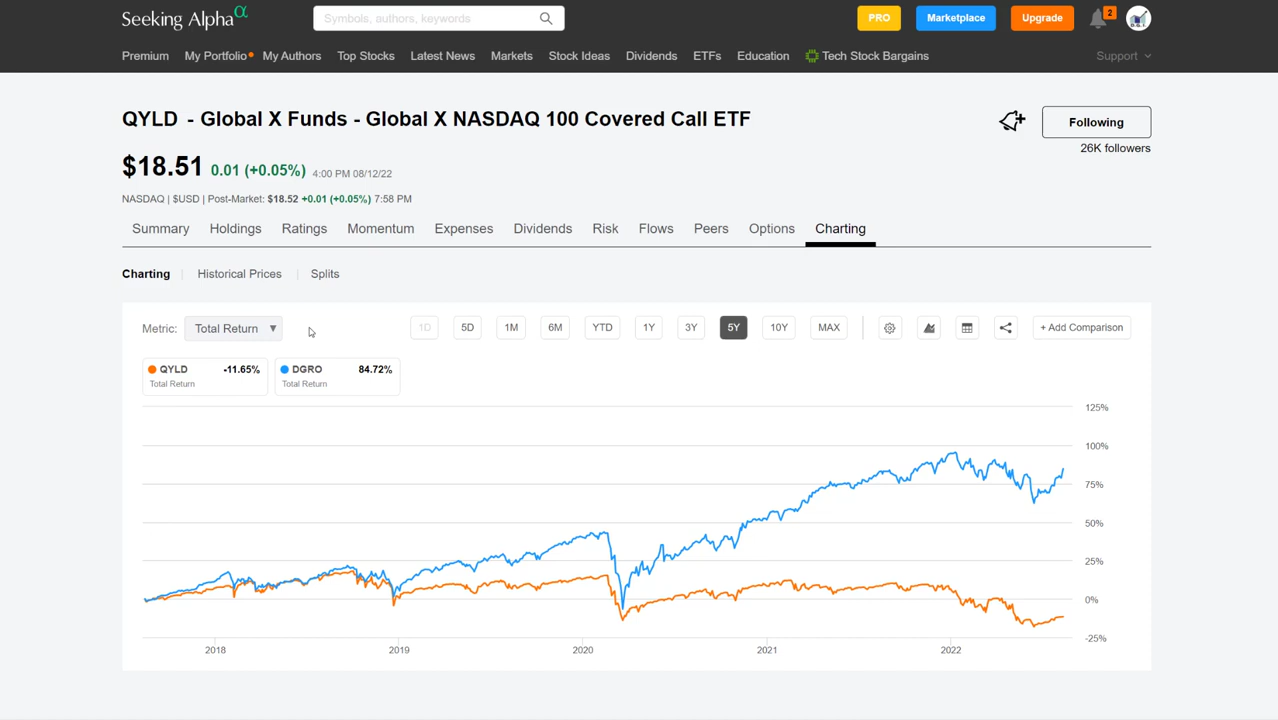 Seeking Alpha α
Symbols, authors, keywords
PRO
Marketplace
Upgrade
2
Premium My Portfolio My Authors Top Stocks Latest News Markets Stock Ideas Dividends ETFs Education Tech Stock Bargains Support
QYLD - Global X Funds - Global X NASDAQ 100 Covered Call ETF
Following
26K followers
$18.51 0.01 (+0.05%) 4:00 PM 08/12/22
NASDAQ | $USD | Post-Market: $18.52 +0.01 (+0.05%) 7:58 PM
Summary Holdings Ratings Momentum Expenses Dividends Risk Flows Peers Options Charting
Charting | Historical Prices | Splits
Metric: Total Return ▼ 1D 5D 1M 6M YTD 1Y 3Y 5Y 10Y MAX + Add Comparison
QYLD -11.65% DGRO 84.72%
Total Return Total Return
125%
100%
75%
50%
25%
0%
-25%
2018 2019 2020 2021 2022